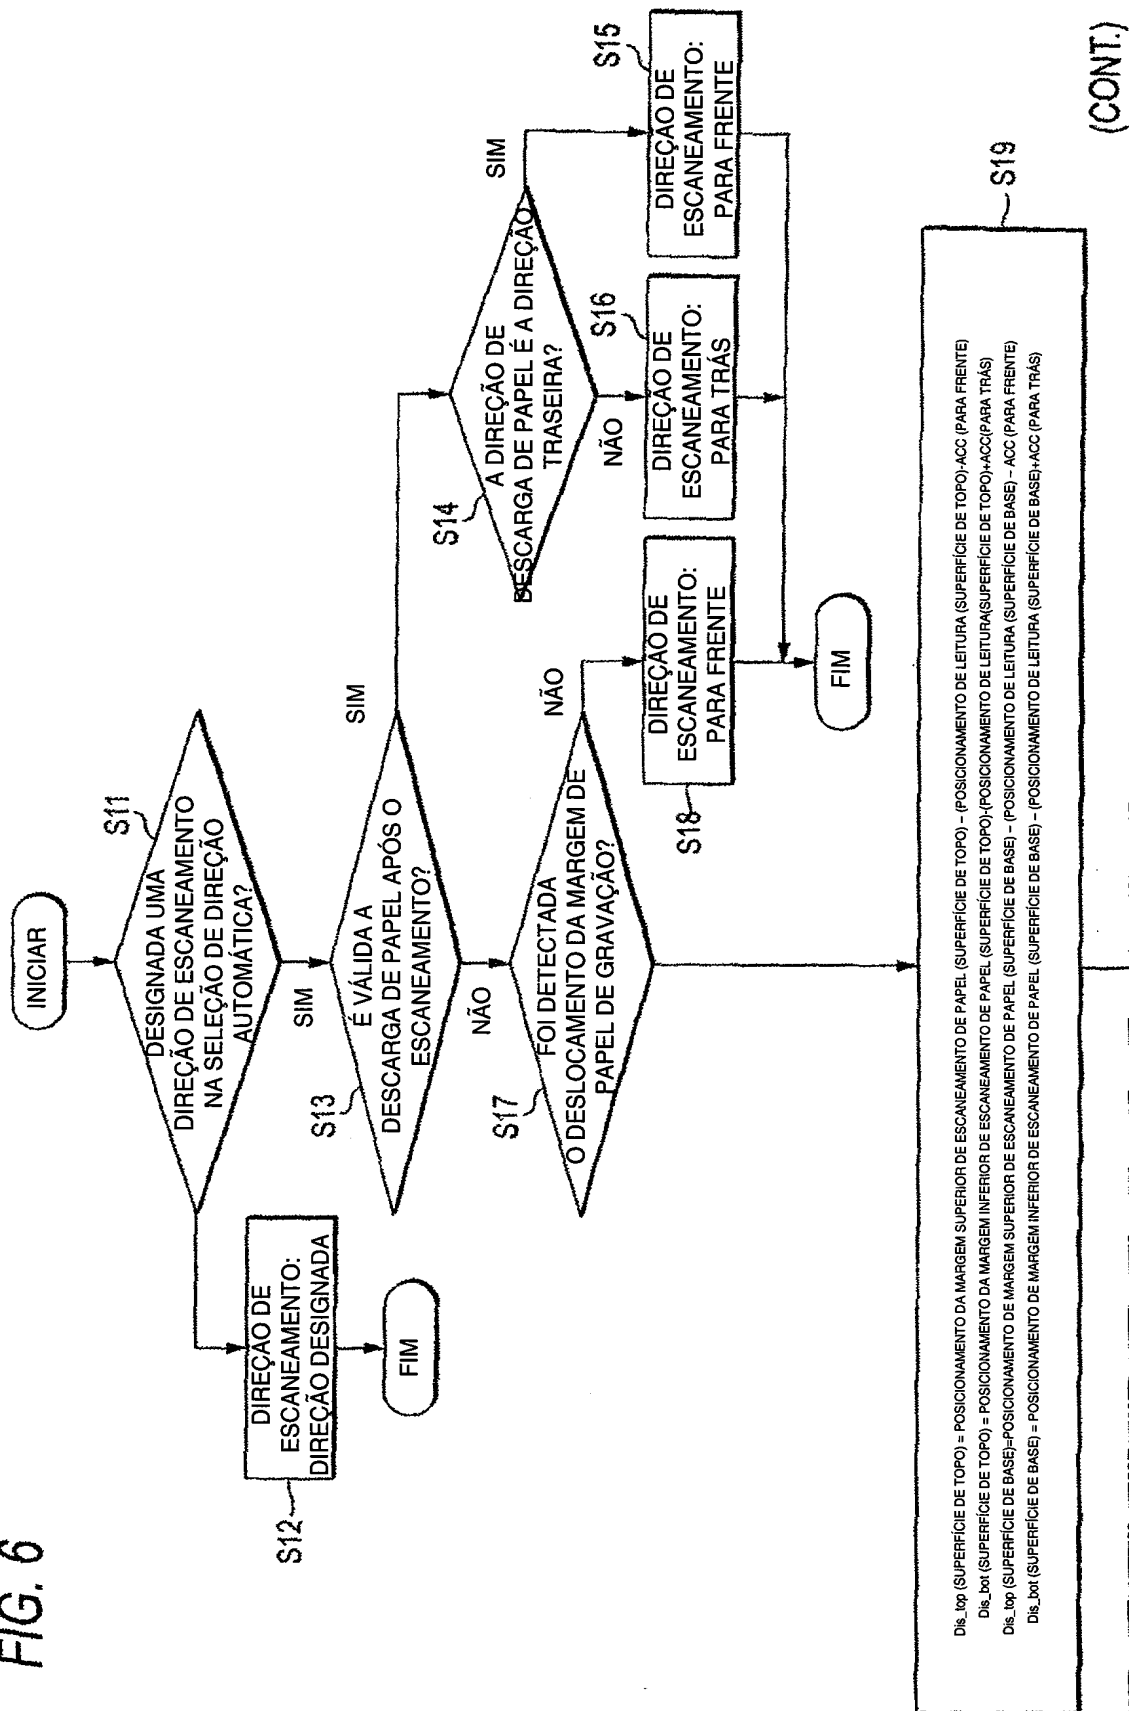 FIG. 6
INICIAR
S11
DESIGNADA UMA
DIREÇÃO DE ESCANEAMENTO
NA SELEÇÃO DE DIREÇÃO
AUTOMÁTICA?
SIM
S12
DIREÇÃO DE
ESCANEAMENTO:
DIREÇÃO DESIGNADA
FIM
S13
É VÁLIDA A
DESCARGA DE PAPEL APÓS O
ESCANEAMENTO?
SIM
NÃO
S14
A DIREÇÃO DE
DESCARGA DE PAPEL É A DIREÇÃO
TRASEIRA?
SIM
NÃO
S15
DIREÇÃO DE
ESCANEAMENTO:
PARA FRENTE
S16
DIREÇÃO DE
ESCANEAMENTO:
PARA TRÁS
S17
FOI DETECTADA
O DESLOCAMENTO DA MARGEM DE
PAPEL DE GRAVAÇÃO?
NÃO
S18
DIREÇÃO DE
ESCANEAMENTO:
PARA FRENTE
FIM
S19
Dis_top (SUPERFÍCIE DE TOPO) = POSICIONAMENTO DA MARGEM SUPERIOR DE ESCANEAMENTO DE PAPEL (SUPERFÍCIE DE TOPO) – (POSICIONAMENTO DE LEITURA (SUPERFÍCIE DE TOPO)-ACC (PARA FRENTE)
Dis_bot (SUPERFÍCIE DE TOPO) = POSICIONAMENTO DA MARGEM INFERIOR DE ESCANEAMENTO DE PAPEL (SUPERFÍCIE DE TOPO)-(POSICIONAMENTO DE LEITURA(SUPERFÍCIE DE TOPO)+ACC(PARA TRÁS)
Dis_top (SUPERFÍCIE DE BASE)=POSICIONAMENTO DE MARGEM SUPERIOR DE ESCANEAMENTO DE PAPEL (SUPERFÍCIE DE BASE) – (POSICIONAMENTO DE LEITURA (SUPERFÍCIE DE BASE) – ACC (PARA FRENTE)
Dis_bot (SUPERFÍCIE DE BASE) = POSICIONAMENTO DE MARGEM INFERIOR DE ESCANEAMENTO DE PAPEL (SUPERFÍCIE DE BASE) – (POSICIONAMENTO DE LEITURA (SUPERFÍCIE DE BASE)+ACC (PARA TRÁS)
(CONT.)